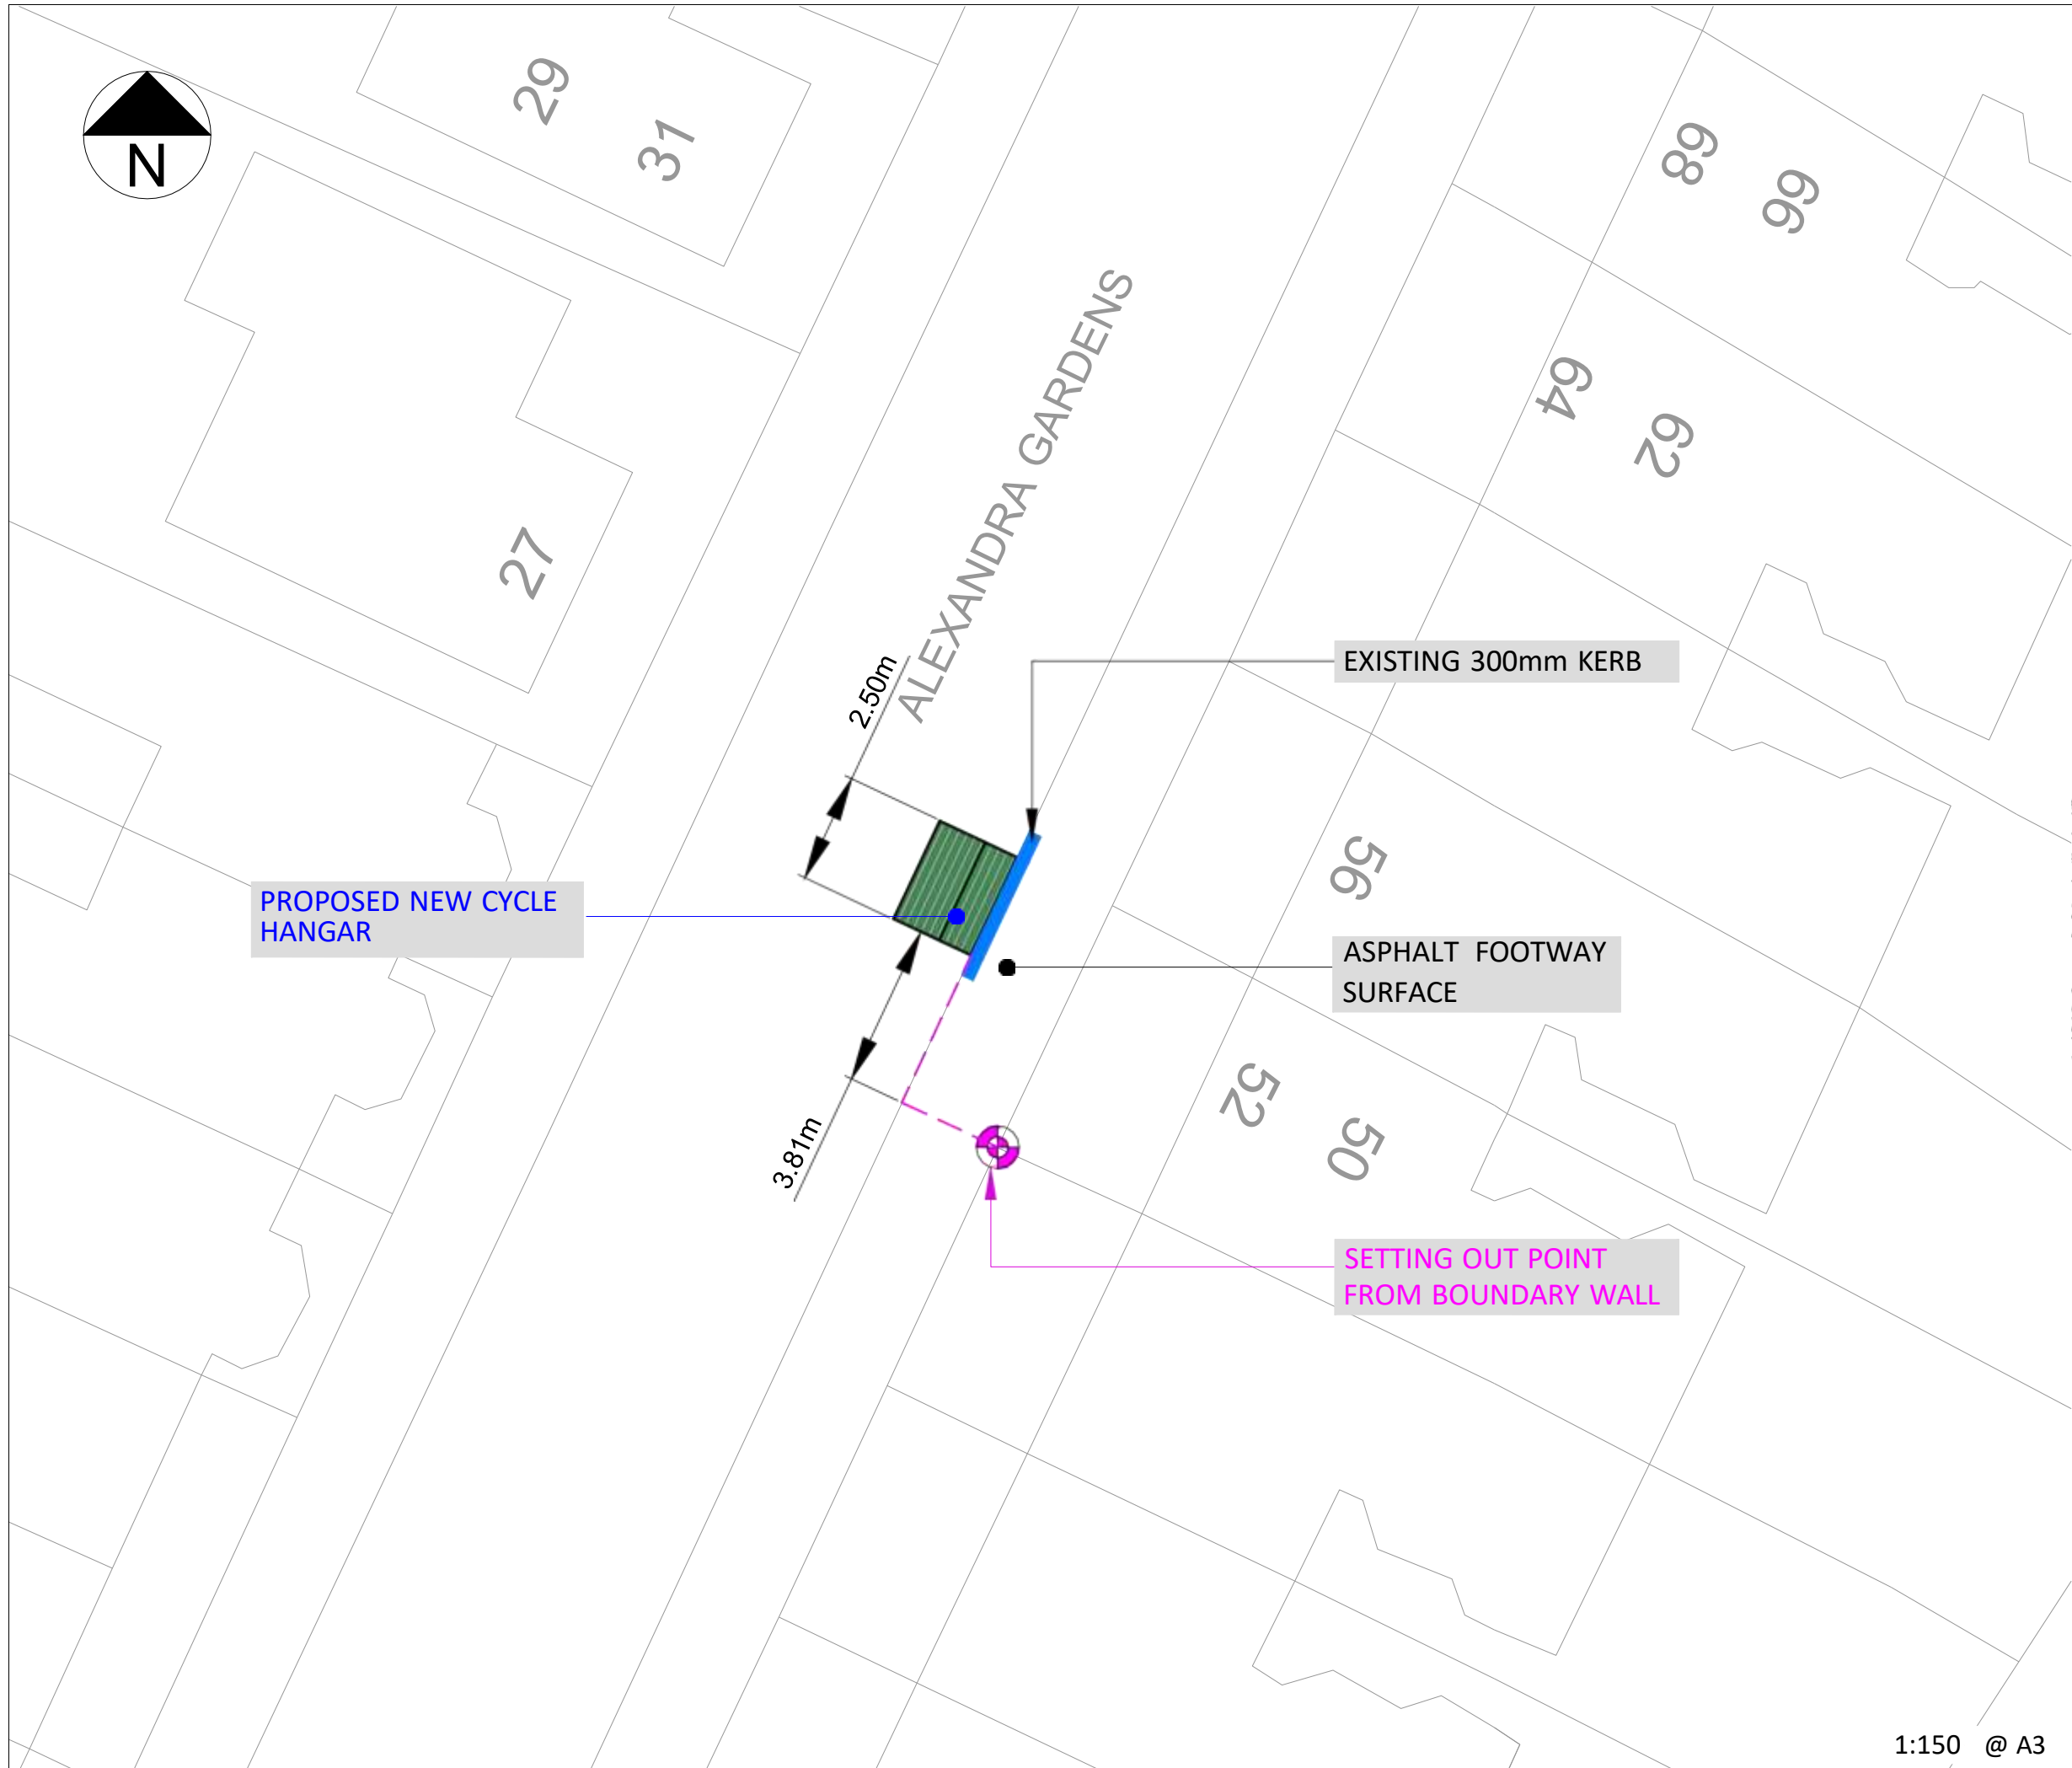 29
31
N
68
66
ALEXANDRA GARDENS
64
62
27
EXISTING 300mm KERB
2.50m
56
PROPOSED NEW CYCLE
HANGAR
ASPHALT FOOTWAY
SURFACE
52
50
3.81m
SETTING OUT POINT
FROM BOUNDARY WALL
1:150 @ A3